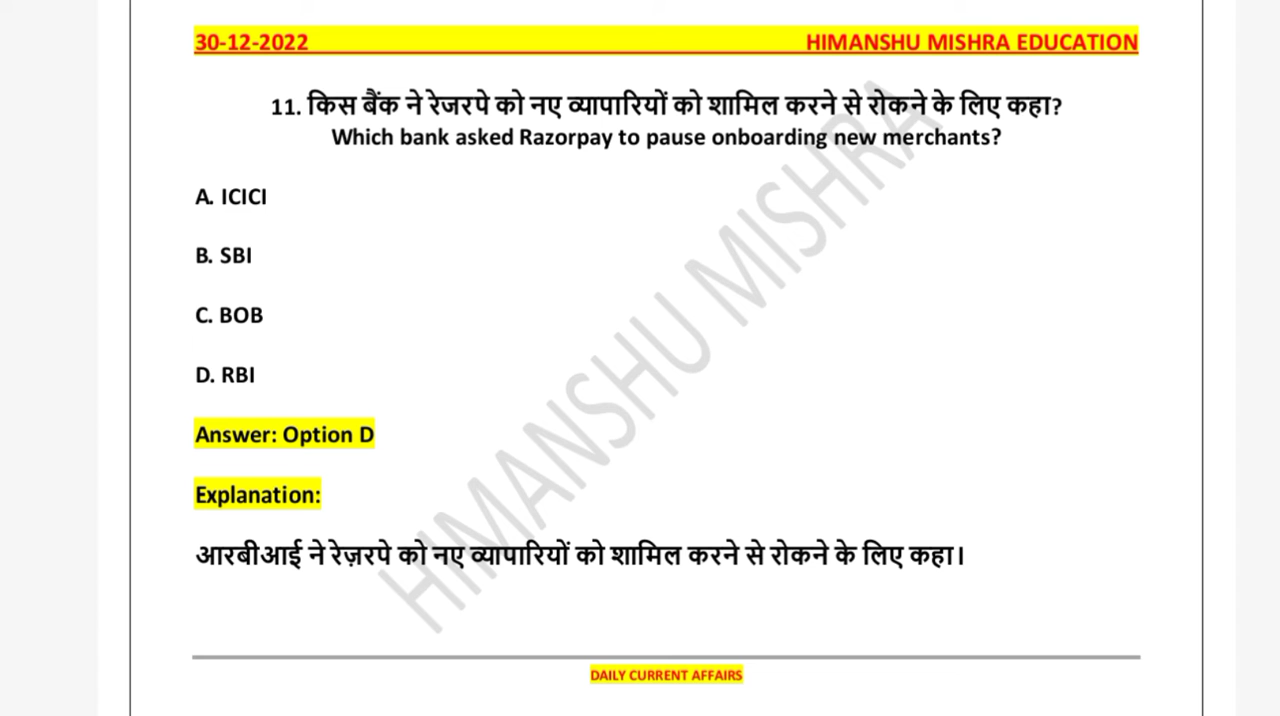 30-12-2022 HIMANSHU MISHRA EDUCATION
11. किस बैंक ने रेजरपे को नए व्यापारियों को शामिल करने से रोकने के लिए कहा?
Which bank asked Razorpay to pause onboarding new merchants?
A. ICICI
B. SBI
C. BOB
D. RBI
Answer: Option D
Explanation:
आरबीआई ने रेज़रपे को नए व्यापारियों को शामिल करने से रोकने के लिए कहा।
HIMANSHU MISHRA
DAILY CURRENT AFFAIRS